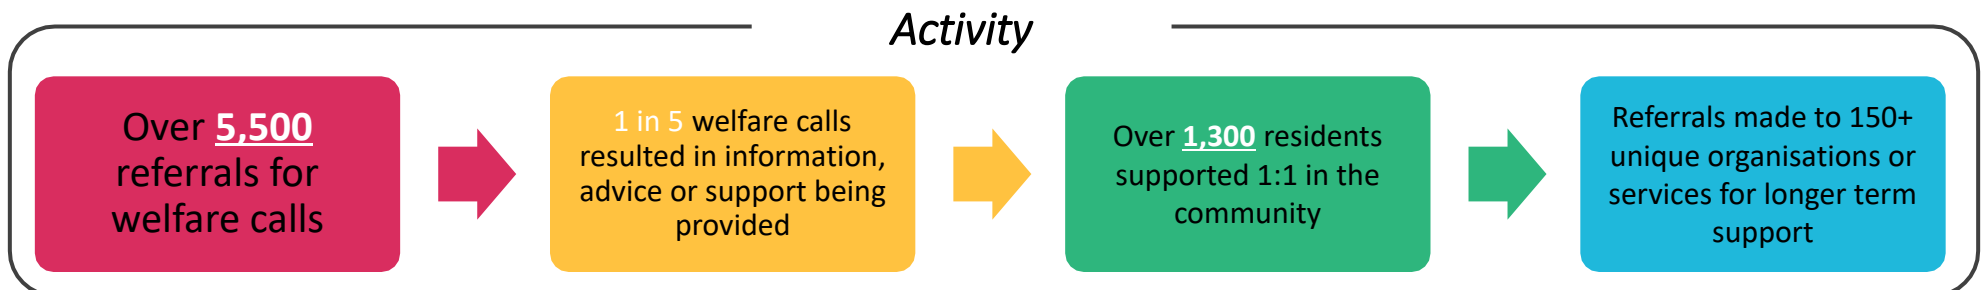 Activity
Over 5,500
referrals for
welfare calls
1 in 5 welfare calls
resulted in information,
advice or support being
provided
Over 1,300 residents
supported 1:1 in the
community
Referrals made to 150+
unique organisations or
services for longer term
support